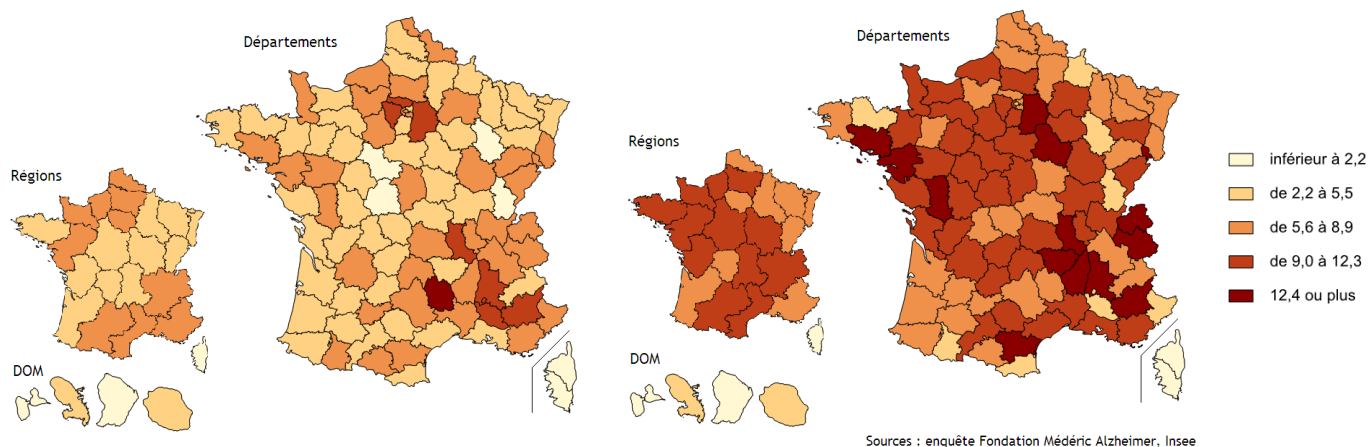 Départements
Régions
DOM
Départements
Régions
DOM
inférieur à 2,2
de 2,2 à 5,5
de 5,6 à 8,9
de 9,0 à 12,3
12,4 ou plus
Sources : enquête Fondation Médéric Alzheimer, Insee